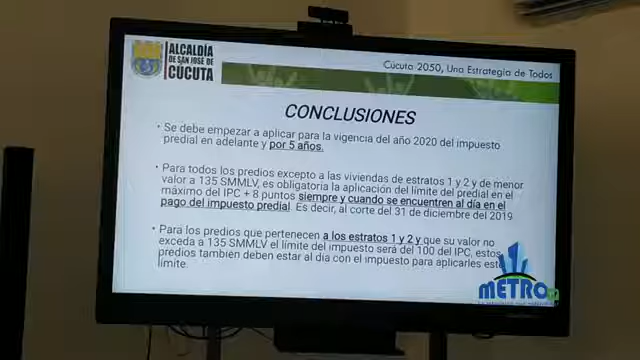 ALCALDÍA
DE SAN JOSÉ DE
CÚCUTA
Cúcuta 2050, Una Estrategia de Todos
CONCLUSIONES
• Se debe empezar a aplicar para la vigencia del año 2020 del impuesto
predial en adelante y por 5 años.
• Para todos los predios excepto a las viviendas de estratos 1 y 2 y de menor
valor a 135 SMMLV, es obligatoria la aplicación del límite del predial en el
máximo del IPC + 8 puntos siempre y cuando se encuentren al día en el
pago del impuesto predial. Es decir, al corte del 31 de diciembre del 2019
• Para los predios que pertenecen a los estratos 1 y 2 y que su valor no
exceda a 135 SMMLV el límite del impuesto será del 100 del IPC, estos
predios tambien deben estar al día con el impuesto para aplicarles este
límite.
METRO